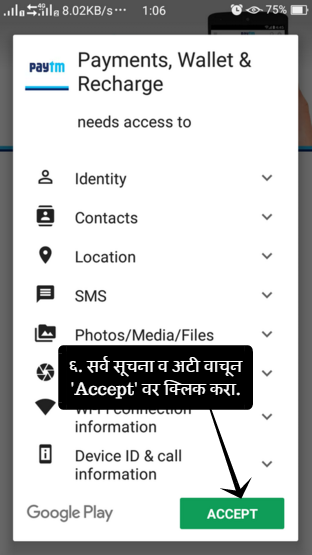 8.02KB/s··· 1:06 75%
paytm
Payments, Wallet &
Recharge
needs access to
Identity
Contacts
Location
SMS
Photos/Media/Files
६. सर्व सूचना व अटी वाचून
'Accept' वर क्लिक करा.
Wi-Fi connection
information
Device ID & call
information
Google Play
ACCEPT